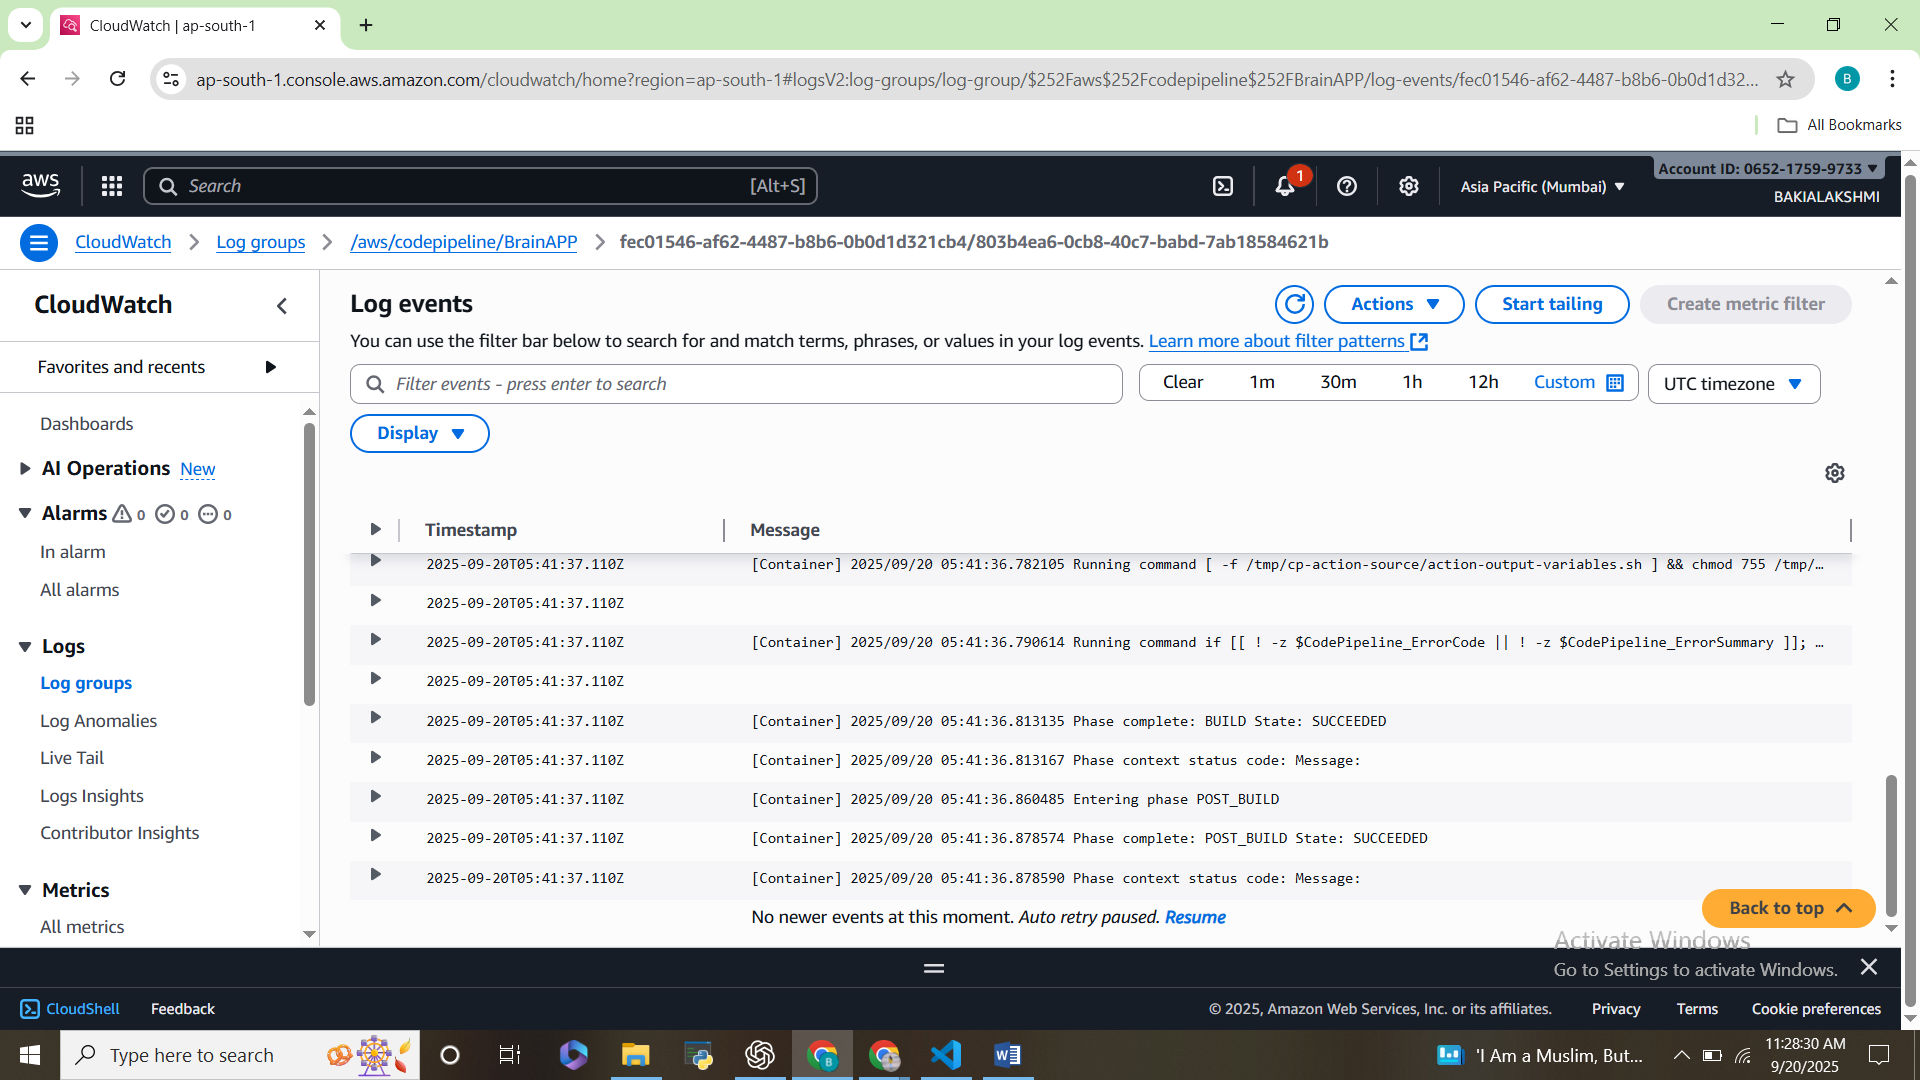 CloudWatch | ap-south-1
ap-south-1.console.aws.amazon.com/cloudwatch/home?region=ap-south-1#logsV2:log-groups/log-group/$252Faws$252Fcodepipeline$252FBrainAPP/log-events/fec01546-af62-4487-b8b6-0b0d1d32...
B
All Bookmarks
aws
Search
[Alt+S]
1
Asia Pacific (Mumbai)
Account ID: 0652-1759-9733
BAKIALAKSHMI
CloudWatch
Log groups
/aws/codepipeline/BrainAPP
fec01546-af62-4487-b8b6-0b0d1d321cb4/803b4ea6-0cb8-40c7-babd-7ab18584621b
CloudWatch
Favorites and recents
Dashboards
AI Operations New
Alarms 0 0 0
In alarm
All alarms
Logs
Log groups
Log Anomalies
Live Tail
Logs Insights
Contributor Insights
Metrics
All metrics
Log events
Actions
Start tailing
Create metric filter
You can use the filter bar below to search for and match terms, phrases, or values in your log events. Learn more about filter patterns
Filter events - press enter to search
Clear 1m 30m 1h 12h Custom
UTC timezone
Display
Timestamp Message
2025-09-20T05:41:37.110Z [Container] 2025/09/20 05:41:36.782105 Running command [ -f /tmp/cp-action-source/action-output-variables.sh ] && chmod 755 /tmp/…
2025-09-20T05:41:37.110Z
2025-09-20T05:41:37.110Z [Container] 2025/09/20 05:41:36.790614 Running command if [[ ! -z $CodePipeline_ErrorCode || ! -z $CodePipeline_ErrorSummary ]]; …
2025-09-20T05:41:37.110Z
2025-09-20T05:41:37.110Z [Container] 2025/09/20 05:41:36.813135 Phase complete: BUILD State: SUCCEEDED
2025-09-20T05:41:37.110Z [Container] 2025/09/20 05:41:36.813167 Phase context status code: Message:
2025-09-20T05:41:37.110Z [Container] 2025/09/20 05:41:36.860485 Entering phase POST_BUILD
2025-09-20T05:41:37.110Z [Container] 2025/09/20 05:41:36.878574 Phase complete: POST_BUILD State: SUCCEEDED
2025-09-20T05:41:37.110Z [Container] 2025/09/20 05:41:36.878590 Phase context status code: Message:
No newer events at this moment. Auto retry paused. Resume
Back to top
Activate Windows
Go to Settings to activate Windows.
CloudShell
Feedback
© 2025, Amazon Web Services, Inc. or its affiliates.
Privacy
Terms
Cookie preferences
Type here to search
'I Am a Muslim, But...
11:28:30 AM
9/20/2025